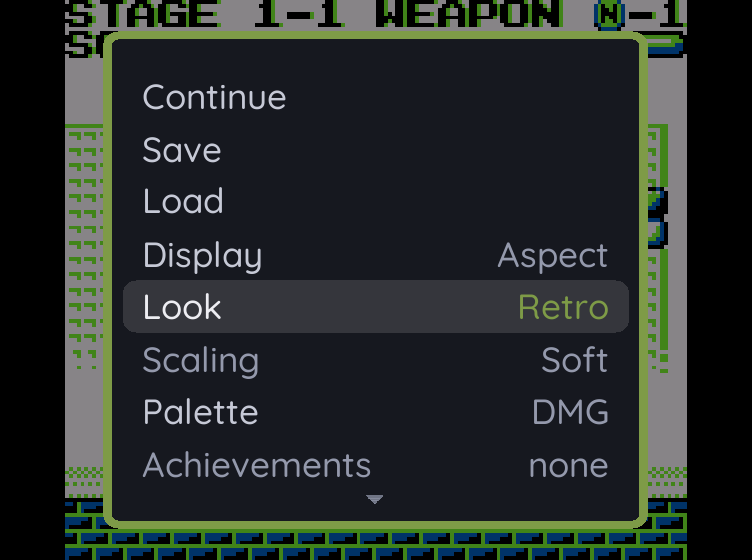 STAGE 1-1 WEAPON N-1
Continue
Save
Load
Display Aspect
Look Retro
Scaling Soft
Palette DMG
Achievements none